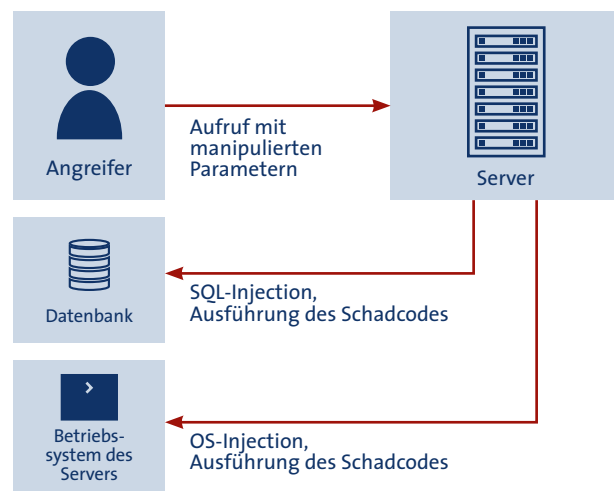 Angreifer
Aufruf mit
manipulierten
Parametern
Server
Datenbank
SQL-Injection,
Ausführung des Schadcodes
Betriebs-
system des
Servers
OS-Injection,
Ausführung des Schadcodes